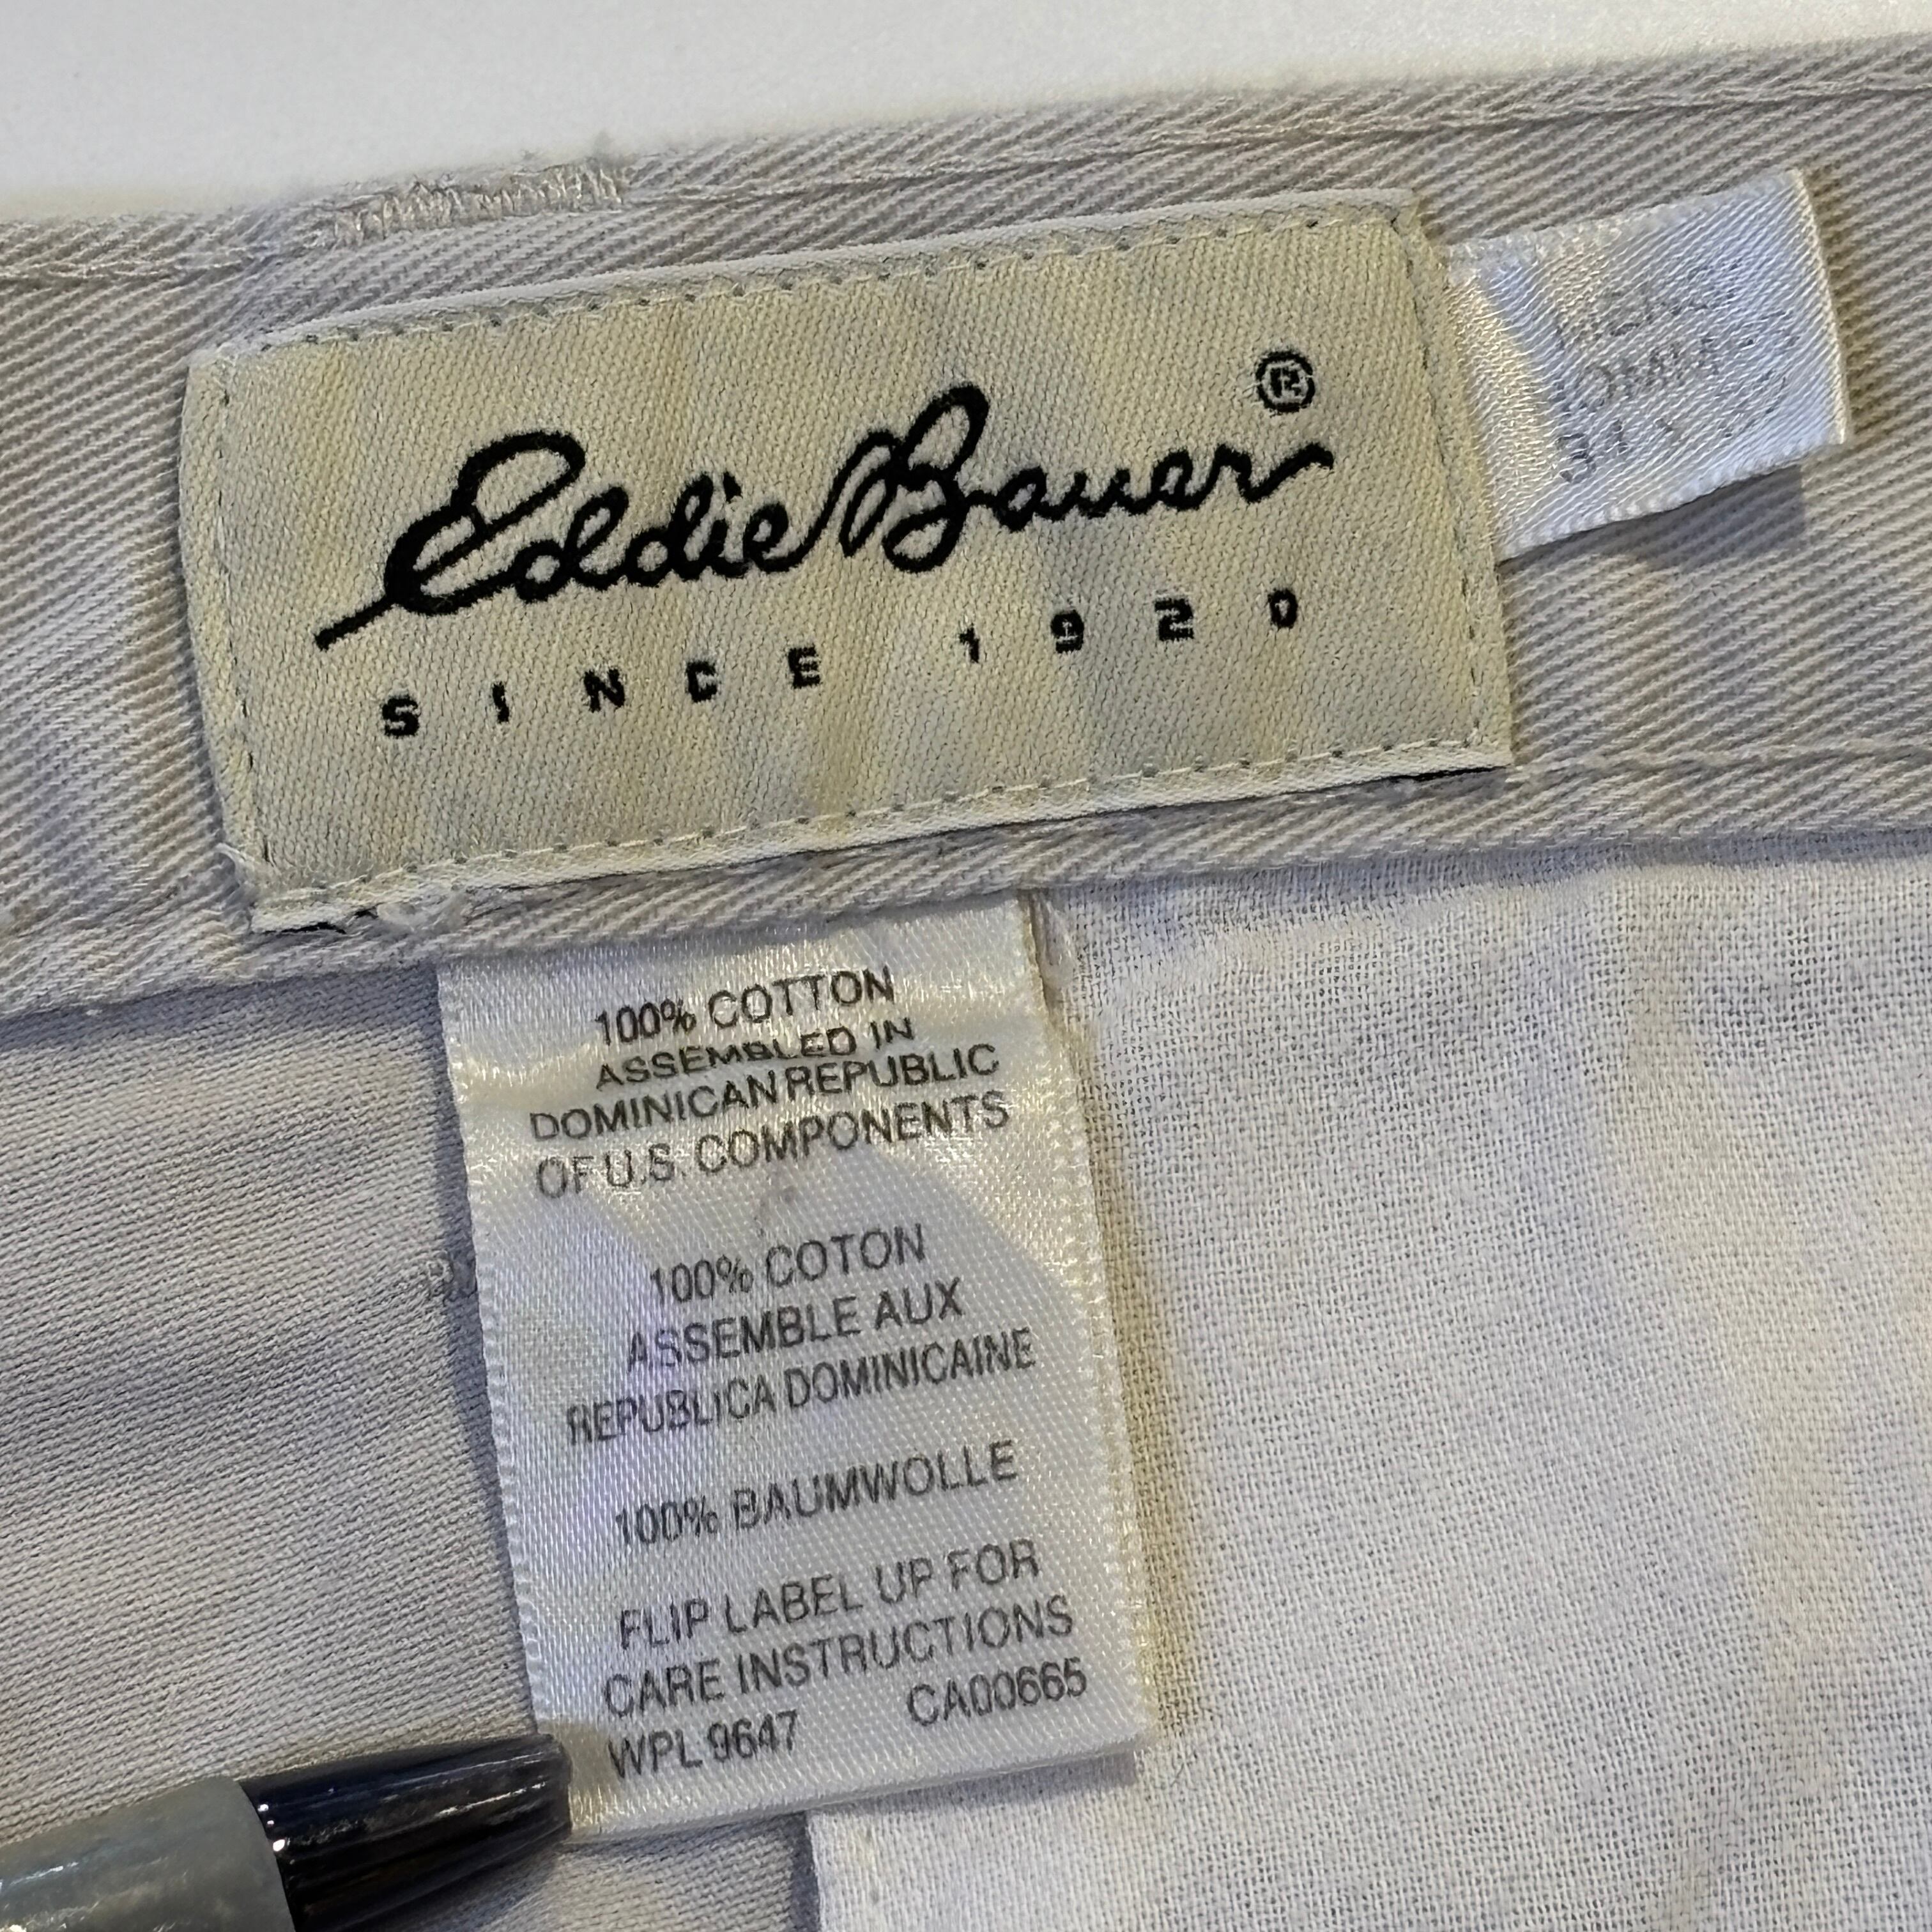 Eddie Bauer®
SINCE 1920
100% COTTON
ASSEMBLED IN
DOMINICAN REPUBLIC
OF U.S. COMPONENTS
100% COTON
ASSEMBLE AUX
REPUBLICA DOMINICAINE
100% BAUMWOLLE
FLIP LABEL UP FOR
CARE INSTRUCTIONS
WPL 9647 CA00665